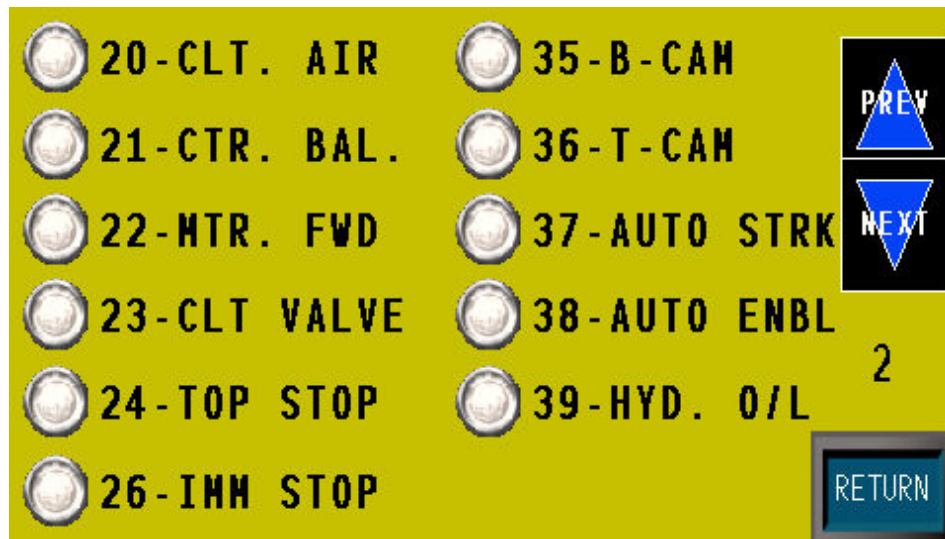 20-CLT. AIR
21-CTR. BAL.
22-MTR. FWD
23-CLT VALVE
24-TOP STOP
26-IMM STOP
35-B-CAM
36-T-CAM
37-AUTO STRK
38-AUTO ENBL
39-HYD. O/L
PREV
NEXT
2
RETURN